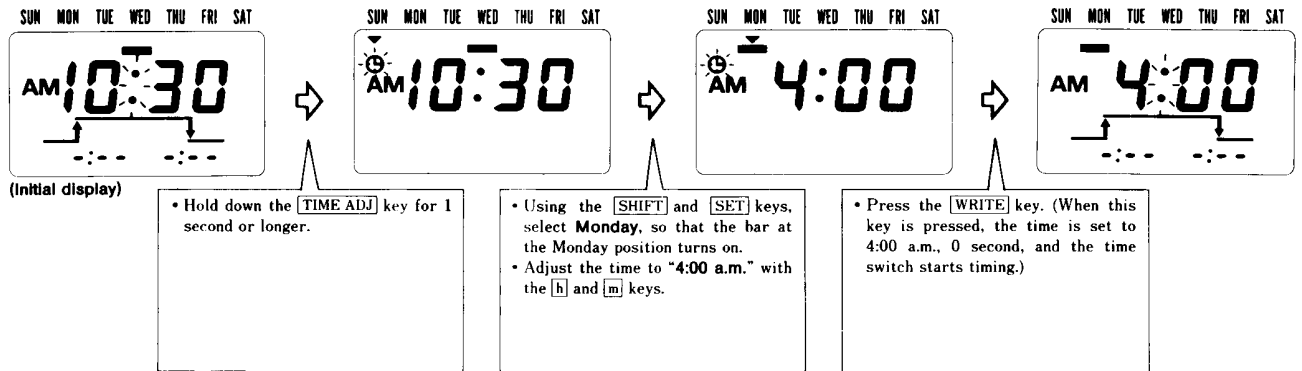 SUN MON TUE WED THU FRI SAT
SUN MON TUE WED THU FRI SAT
SUN MON TUE WED THU FRI SAT
SUN MON TUE WED THU FRI SAT
AM 10:30
-:-- -:--
AM 10:30
AM 4:00
AM 4:00
-:-- -:--
(Initial display)
• Hold down the TIME ADJ key for 1
second or longer.
• Using the SHIFT and SET keys,
select Monday, so that the bar at
the Monday position turns on.
• Adjust the time to "4:00 a.m." with
the h and m keys.
• Press the WRITE key. (When this
key is pressed, the time is set to
4:00 a.m., 0 second, and the time
switch starts timing.)